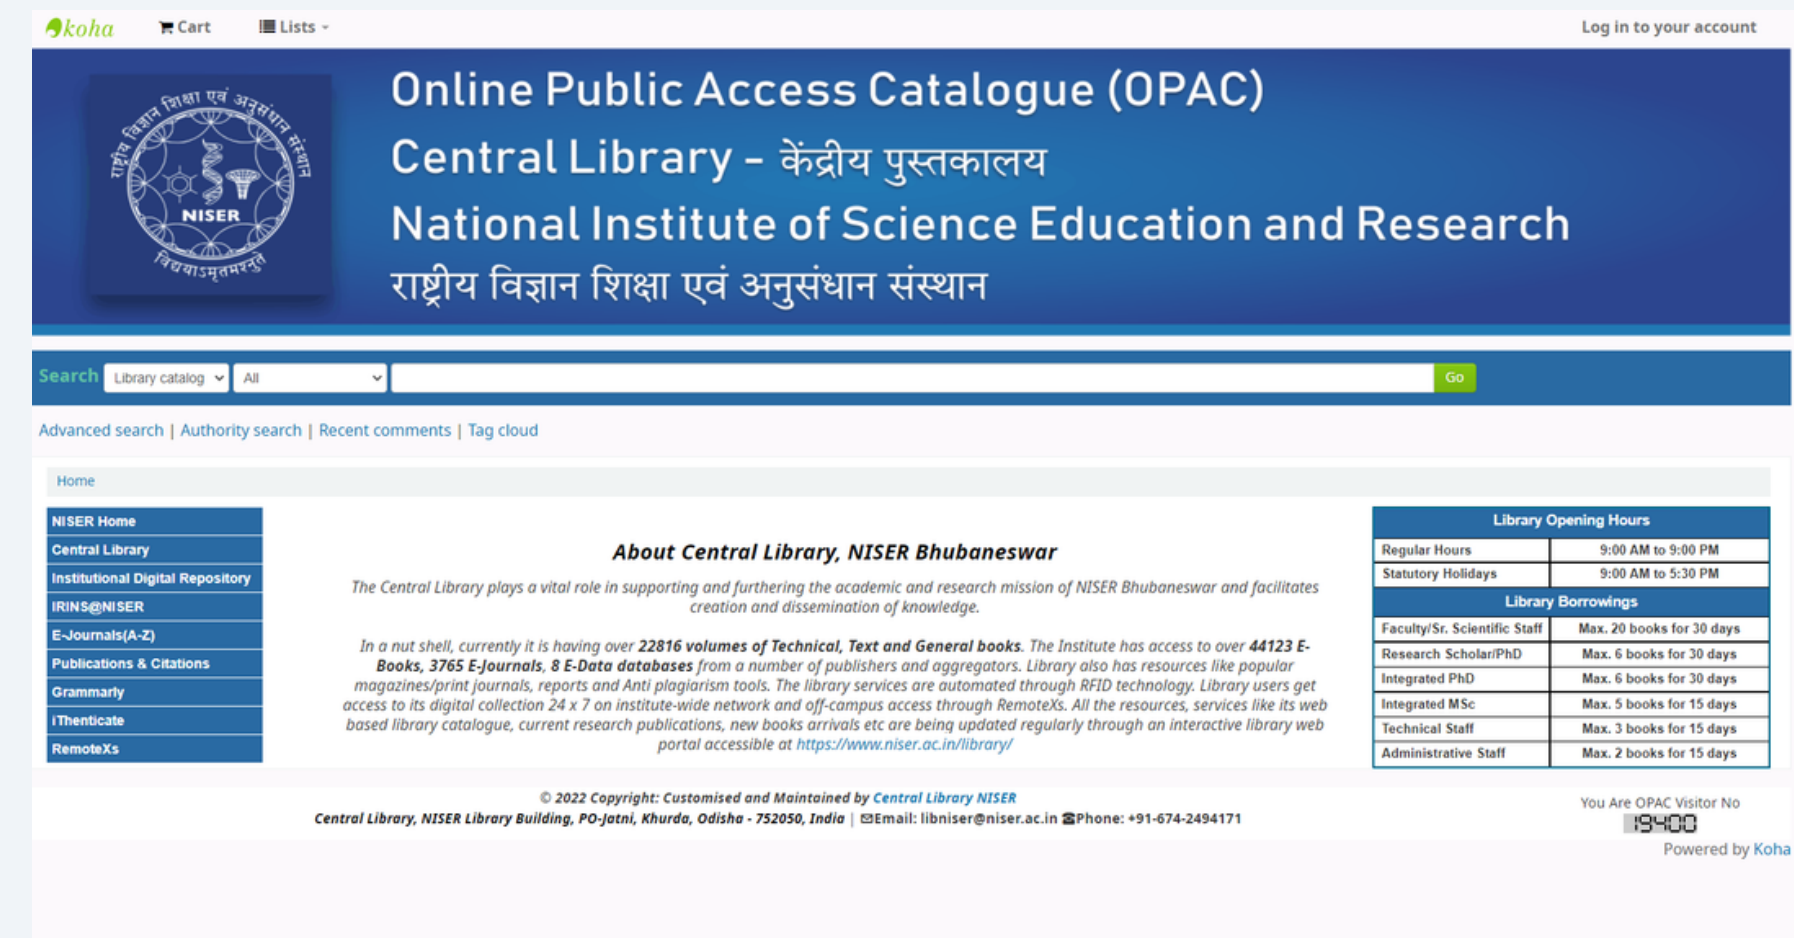 koha Cart Lists Log in to your account
राष्ट्रीय विज्ञान शिक्षा एवं अनुसंधान संस्थान
NISER
विद्ययाऽमृतमश्नुते
Online Public Access Catalogue (OPAC)
Central Library - केंद्रीय पुस्तकालय
National Institute of Science Education and Research
राष्ट्रीय विज्ञान शिक्षा एवं अनुसंधान संस्थान
Search Library catalog All Go
Advanced search | Authority search | Recent comments | Tag cloud
Home
NISER Home
Central Library
Institutional Digital Repository
IRINS@NISER
E-Journals(A-Z)
Publications & Citations
Grammarly
iThenticate
RemoteXs
About Central Library, NISER Bhubaneswar
The Central Library plays a vital role in supporting and furthering the academic and research mission of NISER Bhubaneswar and facilitates
creation and dissemination of knowledge.
In a nut shell, currently it is having over 22816 volumes of Technical, Text and General books. The Institute has access to over 44123 E-
Books, 3765 E-Journals, 8 E-Data databases from a number of publishers and aggregators. Library also has resources like popular
magazines/print journals, reports and Anti plagiarism tools. The library services are automated through RFID technology. Library users get
access to its digital collection 24 x 7 on institute-wide network and off-campus access through RemoteXs. All the resources, services like its web
based library catalogue, current research publications, new books arrivals etc are being updated regularly through an interactive library web
portal accessible at https://www.niser.ac.in/library/
Library Opening Hours
Regular Hours 9:00 AM to 9:00 PM
Statutory Holidays 9:00 AM to 5:30 PM
Library Borrowings
Faculty/Sr. Scientific Staff Max. 20 books for 30 days
Research Scholar/PhD Max. 6 books for 30 days
Integrated PhD Max. 6 books for 30 days
Integrated MSc Max. 5 books for 15 days
Technical Staff Max. 3 books for 15 days
Administrative Staff Max. 2 books for 15 days
© 2022 Copyright: Customised and Maintained by Central Library NISER
Central Library, NISER Library Building, PO-Jatni, Khurda, Odisha - 752050, India | Email: libniser@niser.ac.in Phone: +91-674-2494171
You Are OPAC Visitor No
19400
Powered by Koha